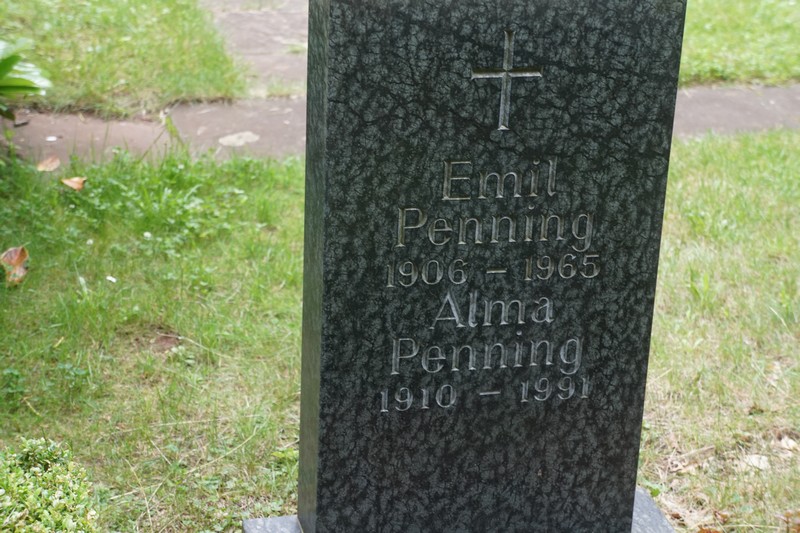 Emil
Penning
1906 – 1965
Alma
Penning
1910 – 1991